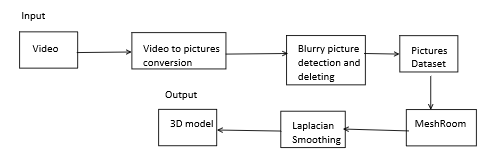 Input
Video
Video to pictures
conversion
Blurry picture
detection and
deleting
Pictures
Dataset
Output
3D model
Laplacian
Smoothing
MeshRoom